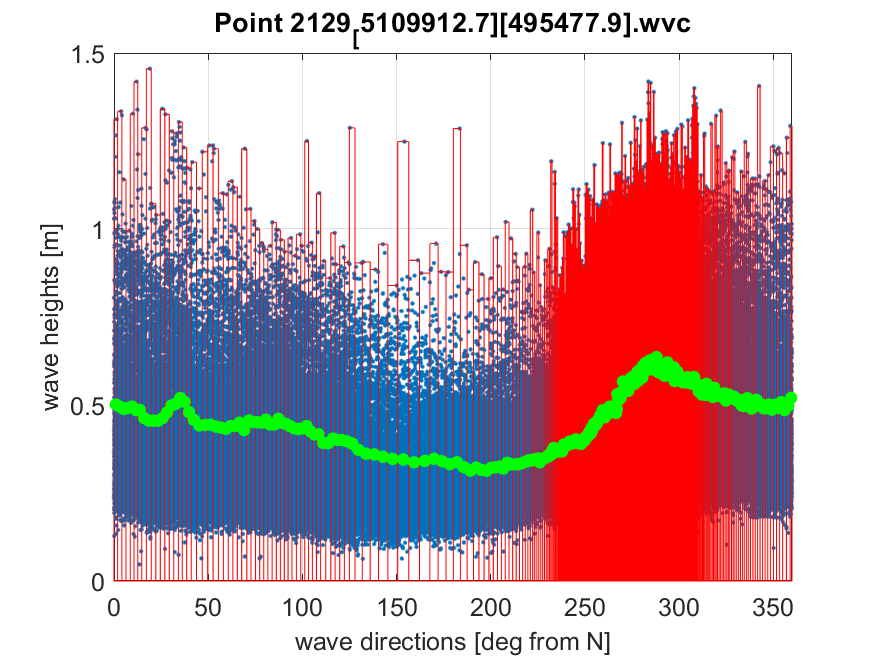 Point 2129[5109912.7][495477.9].wvc
1.5
1
0.5
0
wave heights [m]
0 50 100 150 200 250 300 350
wave directions [deg from N]